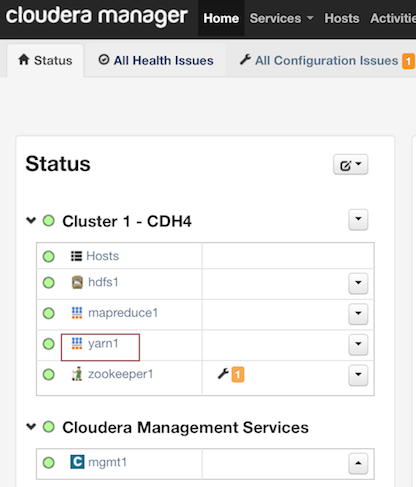 cloudera manager Home Services Hosts Activities
Status All Health Issues All Configuration Issues 1
Status
Cluster 1 - CDH4
Hosts
hdfs1
mapreduce1
yarn1
zookeeper1 1
Cloudera Management Services
C mgmt1